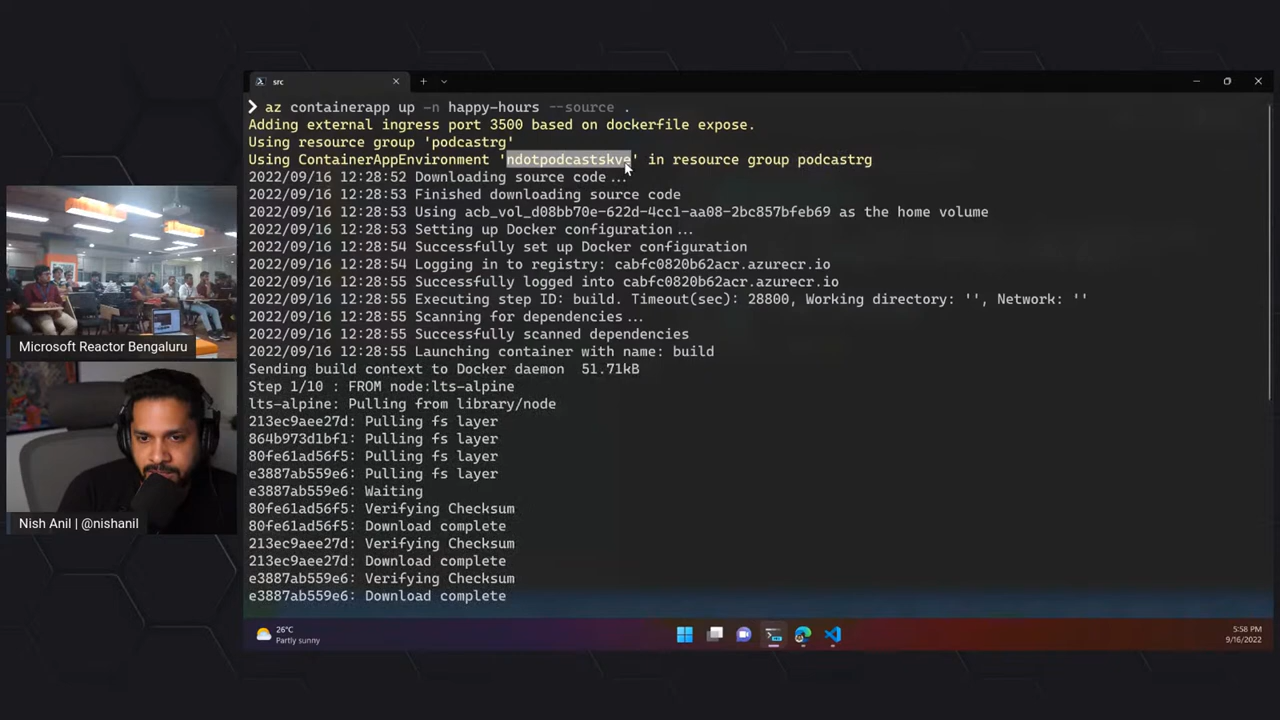 src
❯ az containerapp up -n happy-hours --source .
Adding external ingress port 3500 based on dockerfile expose.
Using resource group 'podcastrg'
Using ContainerAppEnvironment 'ndotpodcastskve' in resource group podcastrg
2022/09/16 12:28:52 Downloading source code...
2022/09/16 12:28:53 Finished downloading source code
2022/09/16 12:28:53 Using acb_vol_d08bb70e-622d-4cc1-aa08-2bc857bfeb69 as the home volume
2022/09/16 12:28:53 Setting up Docker configuration...
2022/09/16 12:28:54 Successfully set up Docker configuration
2022/09/16 12:28:54 Logging in to registry: cabfc0820b62acr.azurecr.io
2022/09/16 12:28:55 Successfully logged into cabfc0820b62acr.azurecr.io
2022/09/16 12:28:55 Executing step ID: build. Timeout(sec): 28800, Working directory: '', Network: ''
2022/09/16 12:28:55 Scanning for dependencies...
2022/09/16 12:28:55 Successfully scanned dependencies
2022/09/16 12:28:55 Launching container with name: build
Sending build context to Docker daemon  51.71kB
Step 1/10 : FROM node:lts-alpine
lts-alpine: Pulling from library/node
213ec9aee27d: Pulling fs layer
864b973d1bf1: Pulling fs layer
80fe61ad56f5: Pulling fs layer
e3887ab559e6: Pulling fs layer
e3887ab559e6: Waiting
80fe61ad56f5: Verifying Checksum
80fe61ad56f5: Download complete
213ec9aee27d: Verifying Checksum
213ec9aee27d: Download complete
e3887ab559e6: Verifying Checksum
e3887ab559e6: Download complete
Microsoft Reactor Bengaluru
Nish Anil | @nishanil
26°C
Partly sunny
5:58 PM
9/16/2022